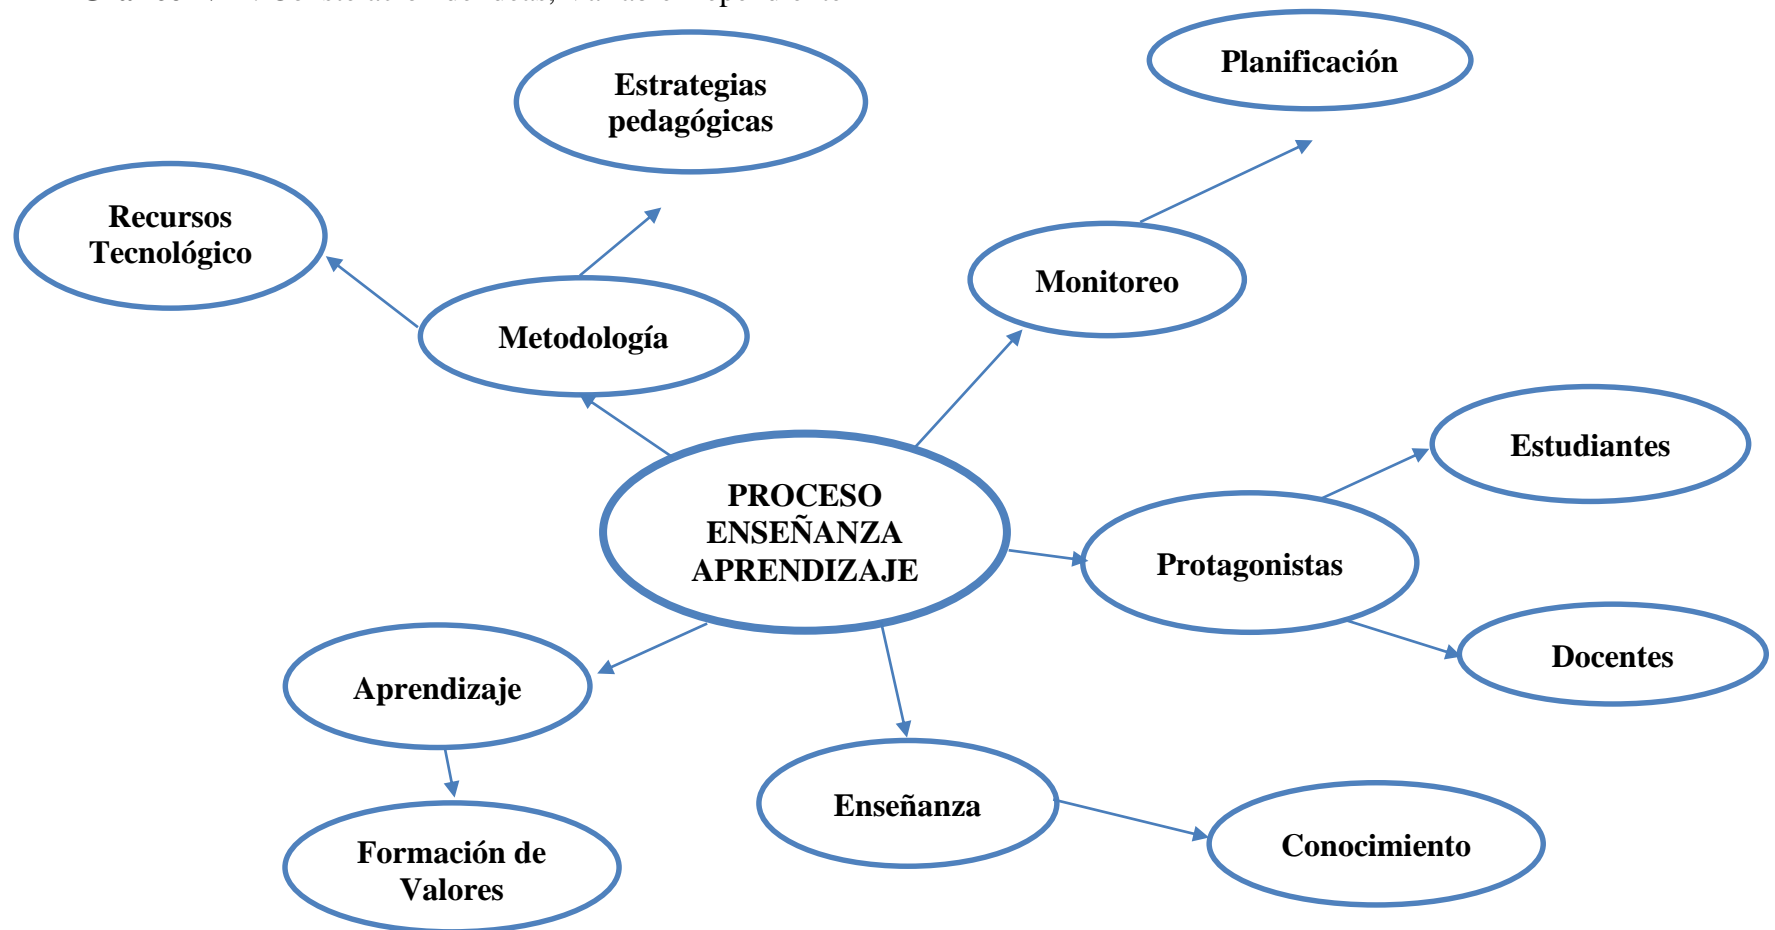 Planificación
Estrategias
pedagógicas
Recursos
Tecnológico
Monitoreo
Metodología
Estudiantes
PROCESO
ENSEÑANZA
APRENDIZAJE
Protagonistas
Docentes
Aprendizaje
Enseñanza
Conocimiento
Formación de
Valores